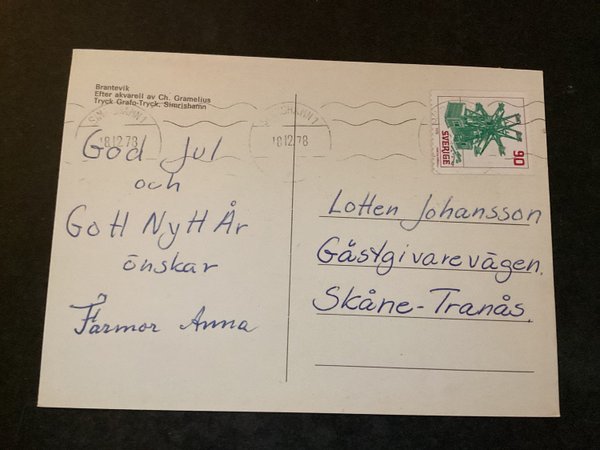 Brantevik
Efter akvarell av Ch. Gramelius
Tryck Grafo-Tryck. Simrishamn
18.12.78
18.12.78
God Jul
och
Gott Nytt År
önskar
Farmor Anna
SVERIGE
90
Lotten Johansson
Gästgivarevägen.
Skåne-Tranås.